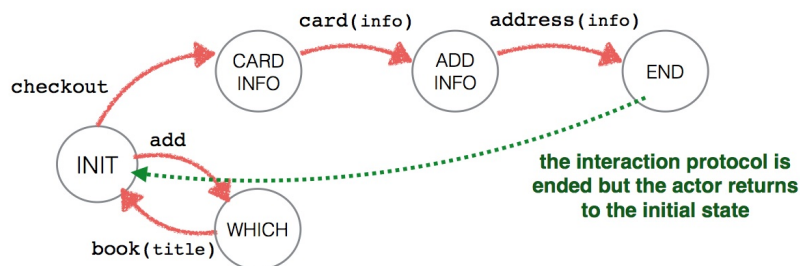 card(info)
address(info)
CARD
INFO
ADD
INFO
END
checkout
INIT
add
WHICH
book(title)
the interaction protocol is
ended but the actor returns
to the initial state